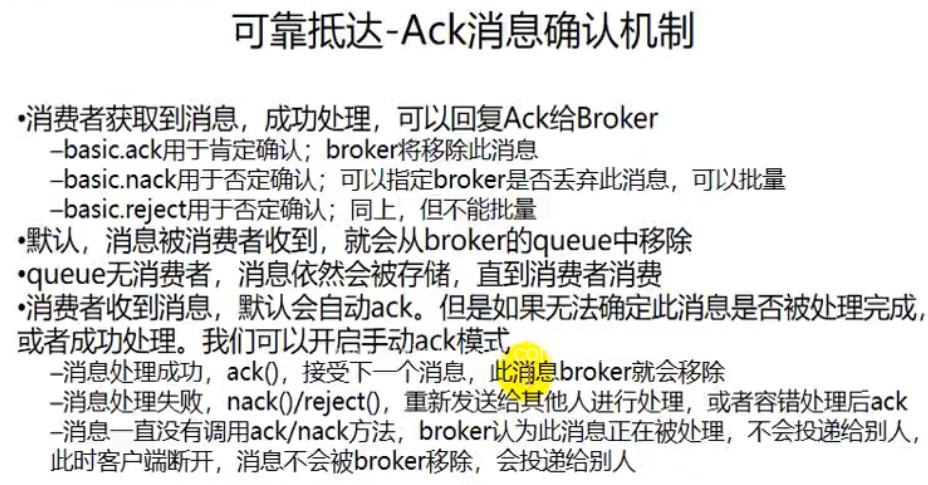 可靠抵达-Ack消息确认机制
•消费者获取到消息，成功处理，可以回复Ack给Broker
–basic.ack用于肯定确认；broker将移除此消息
–basic.nack用于否定确认；可以指定broker是否丢弃此消息，可以批量
–basic.reject用于否定确认；同上，但不能批量
•默认，消息被消费者收到，就会从broker的queue中移除
•queue无消费者，消息依然会被存储，直到消费者消费
•消费者收到消息，默认会自动ack。但是如果无法确定此消息是否被处理完成，
或者成功处理。我们可以开启手动ack模式
–消息处理成功，ack()，接受下一个消息，此消息broker就会移除
–消息处理失败，nack()/reject()，重新发送给其他人进行处理，或者容错处理后ack
–消息一直没有调用ack/nack方法，broker认为此消息正在被处理，不会投递给别人，
此时客户端断开，消息不会被broker移除，会投递给别人